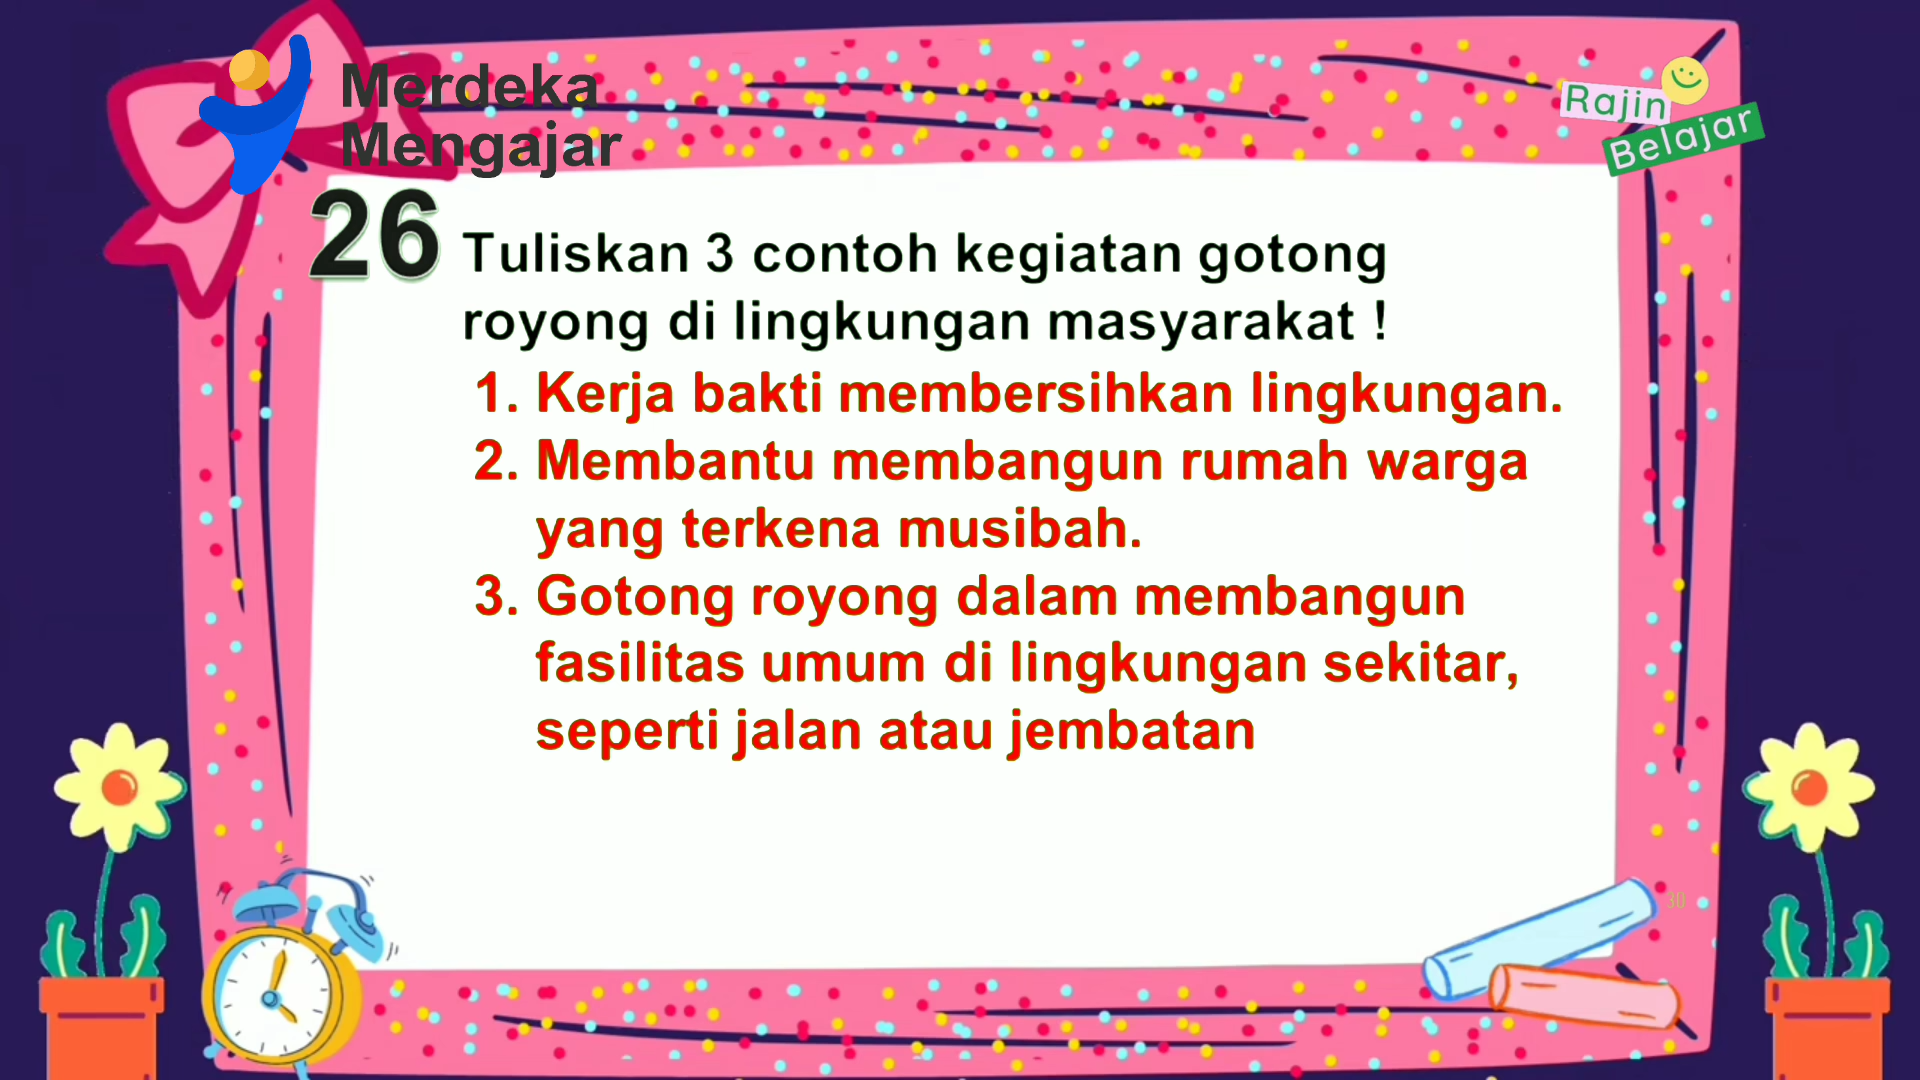 Merdeka
Mengajar
Rajin
Belajar
26
Tuliskan 3 contoh kegiatan gotong
royong di lingkungan masyarakat !
1. Kerja bakti membersihkan lingkungan.
2. Membantu membangun rumah warga
yang terkena musibah.
3. Gotong royong dalam membangun
fasilitas umum di lingkungan sekitar,
seperti jalan atau jembatan
30